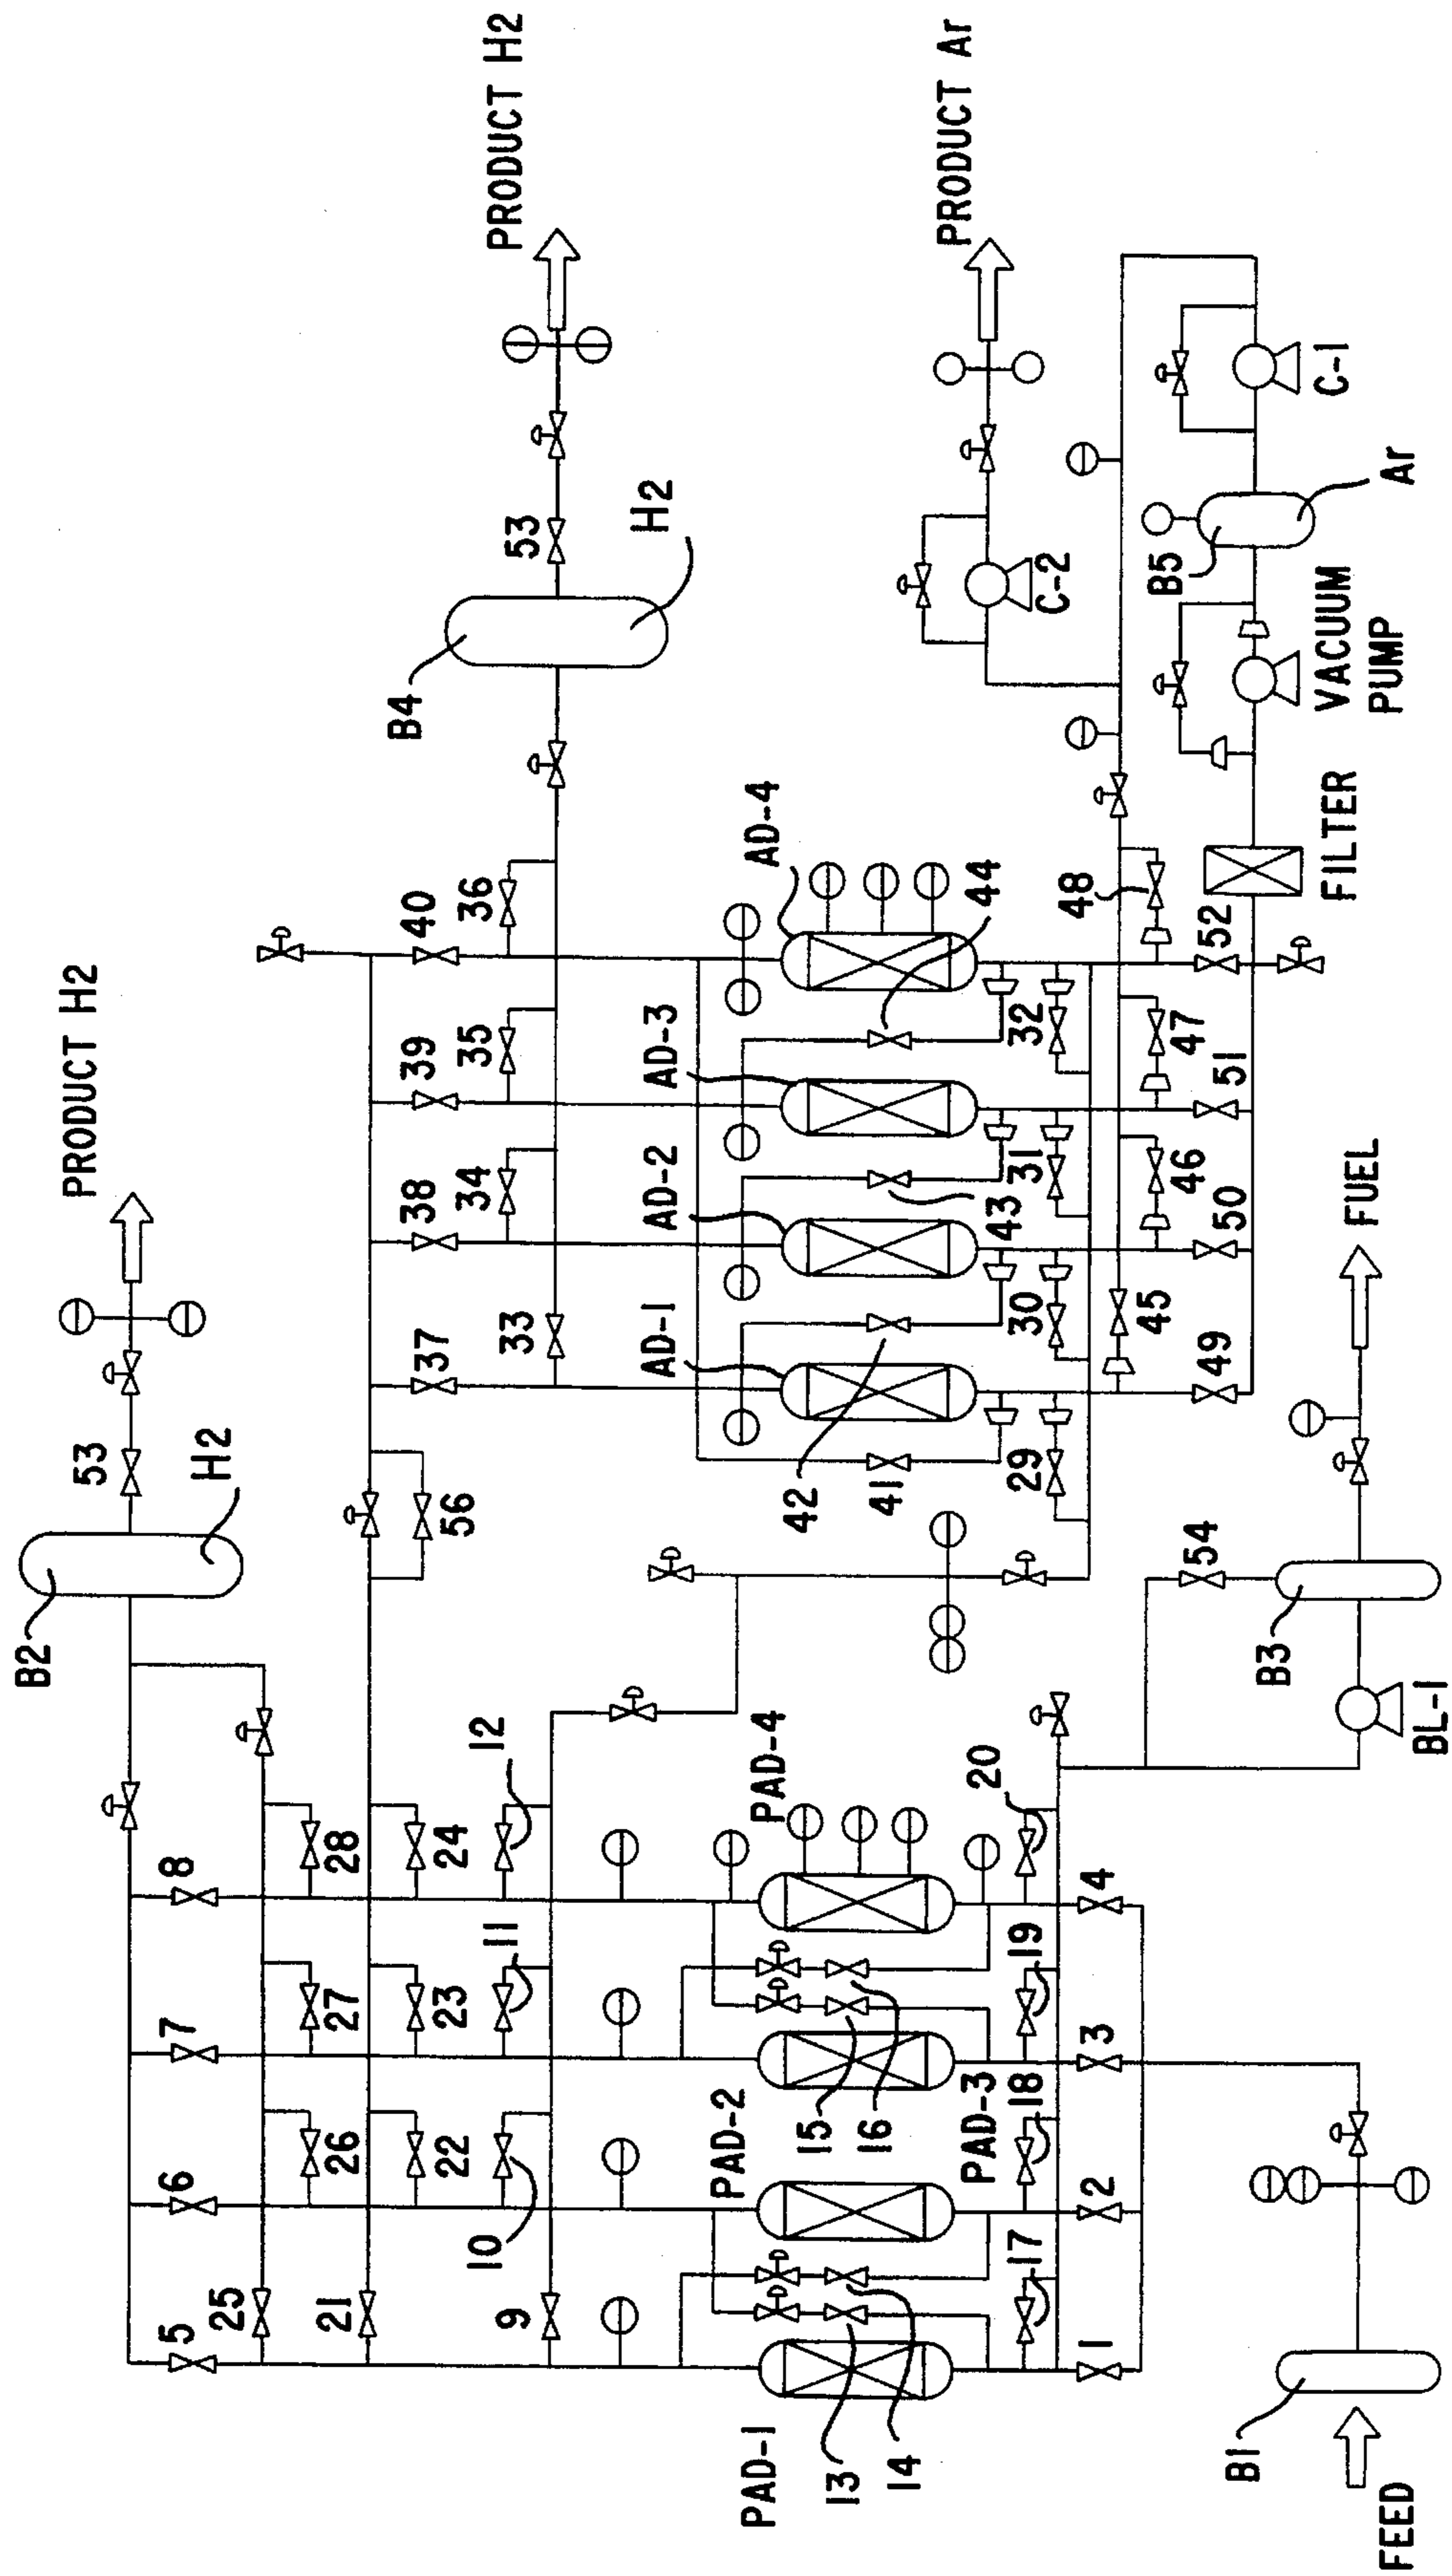 PRODUCT H2
B2
H2
53
PRODUCT H2
B4
H2
53
PRODUCT Ar
C-2
5
6
7
8
25
26
27
28
21
22
23
24
56
9
10
11
12
37
38
39
40
33
34
35
36
PAD-1
PAD-2
PAD-3
PAD-4
13
14
15
16
17
18
19
20
1
2
3
4
AD-1
AD-2
AD-3
AD-4
41
42
43
44
29
30
31
32
45
46
47
48
49
50
51
52
FILTER
VACUUM
PUMP
B5
Ar
C-1
FEED
B1
BL-1
B3
54
FUEL